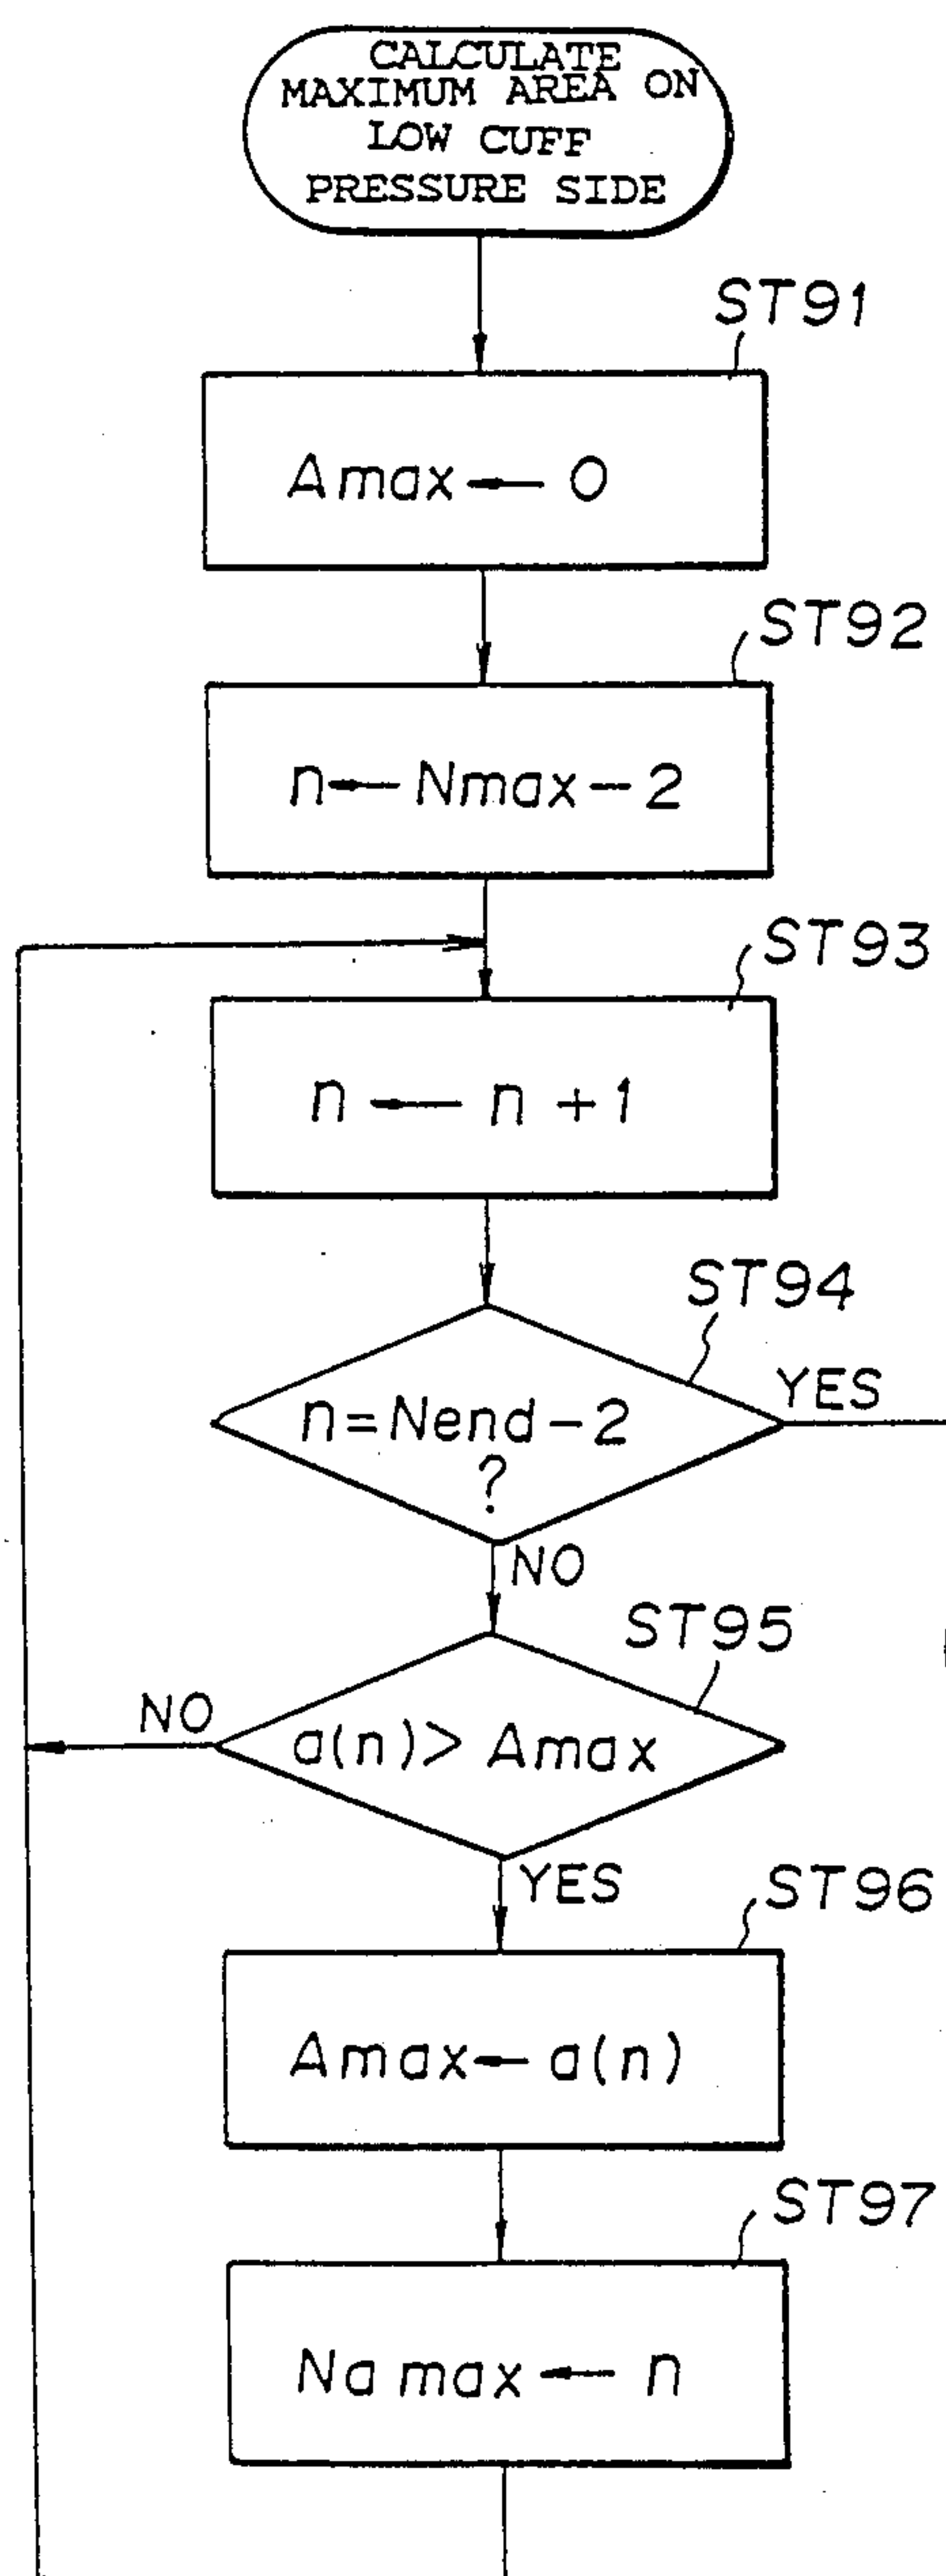 CALCULATE
MAXIMUM AREA ON
LOW CUFF
PRESSURE SIDE
ST91
Amax ← 0
ST92
n ← Nmax - 2
ST93
n ← n + 1
ST94
n = Nend - 2
?
YES
NO
ST95
a(n) > Amax
NO
YES
ST96
Amax ← a(n)
ST97
Na max ← n